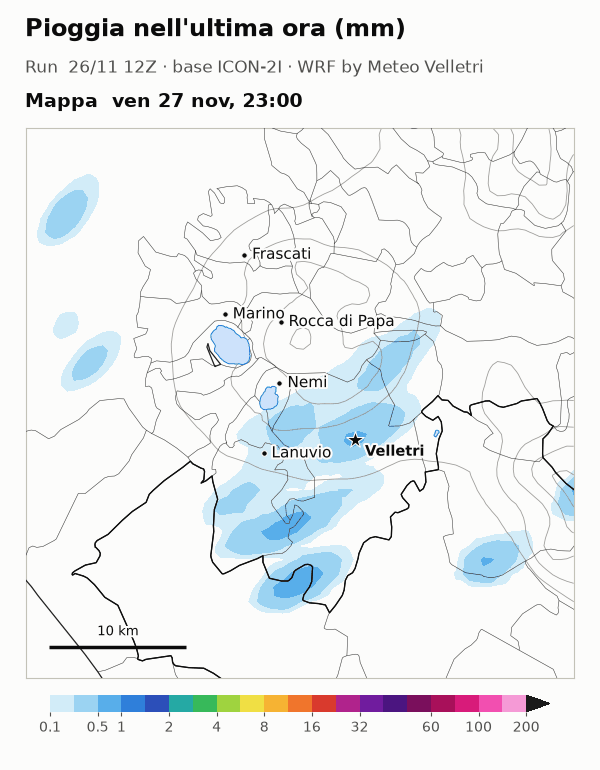 Pioggia nell'ultima ora (mm)
Run  26/11 12Z · base ICON-2I · WRF by Meteo Velletri
Mappa  ven 27 nov, 23:00
Frascati
Marino
Rocca di Papa
Nemi
Lanuvio
Velletri
10 km
0.1 0.5 1 2 4 8 16 32 60 100 200